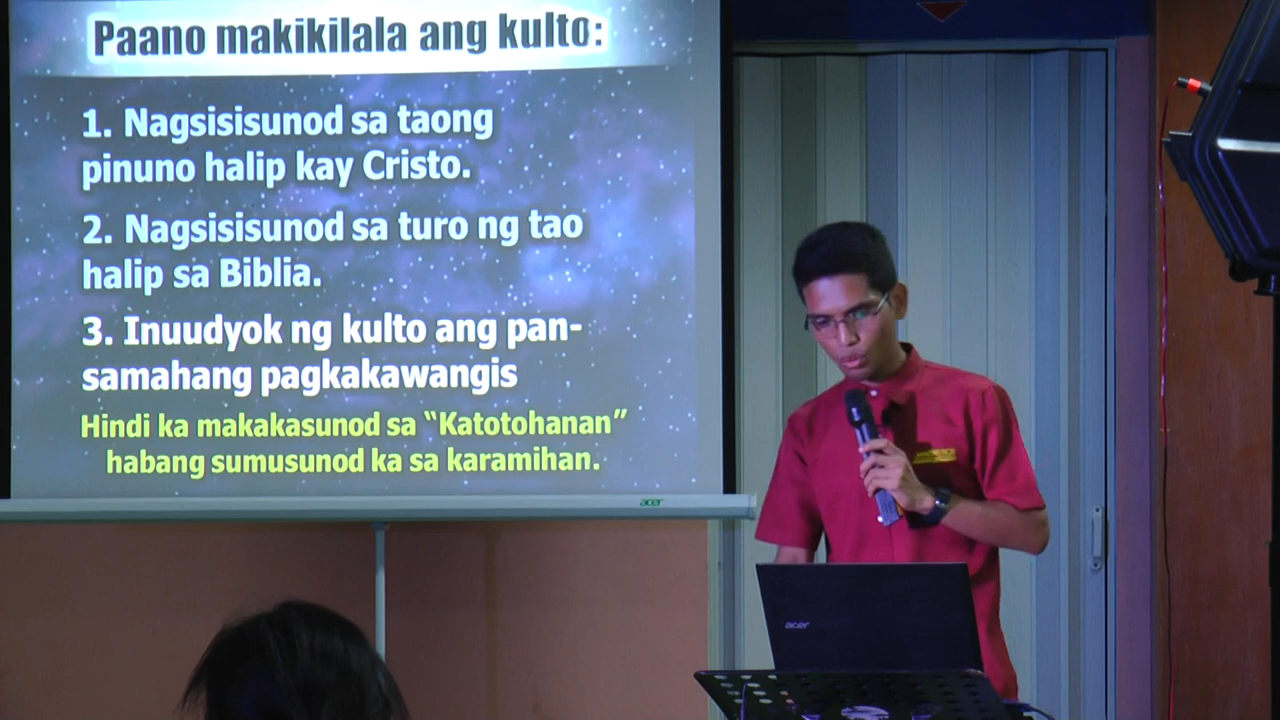 Paano makikilala ang kulto:
1. Nagsisisunod sa taong
pinuno halip kay Cristo.
2. Nagsisisunod sa turo ng tao
halip sa Biblia.
3. Inuudyok ng kulto ang pan-
samahang pagkakawangis
Hindi ka makakasunod sa “Katotohanan”
habang sumusunod ka sa karamihan.
acer
acer